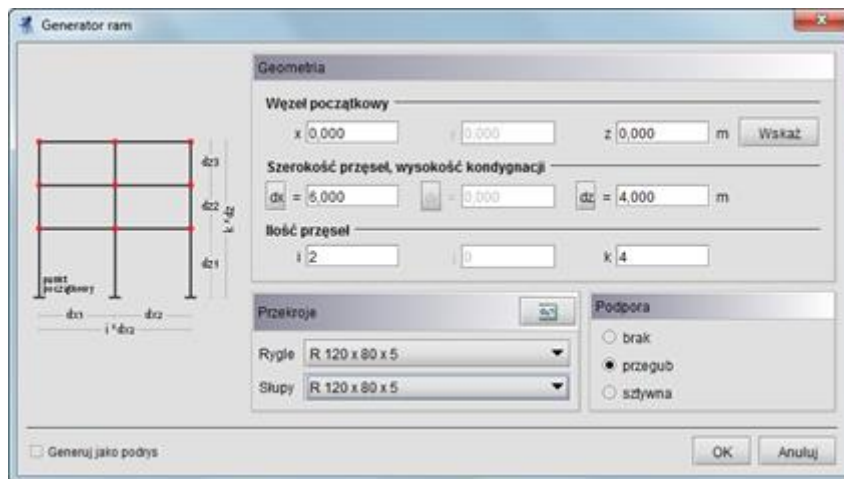 Generator ram
Geometria
Węzeł początkowy
x 0,000 y 0,000 z 0,000 m Wskaż
Szerokość przęseł, wysokość kondygnacji
dx = 6,000 dy = 0,000 dz = 4,000 m
Ilość przęseł
i 2 j 0 k 4
dz3
dz2
k*dz
dz1
punkt
początkowy
dx1 dx2
i*dx2
Przekroje
Rygle R 120 x 80 x 5
Słupy R 120 x 80 x 5
Podpora
brak
przegub
sztywna
Generuj jako podrys
OK Anuluj